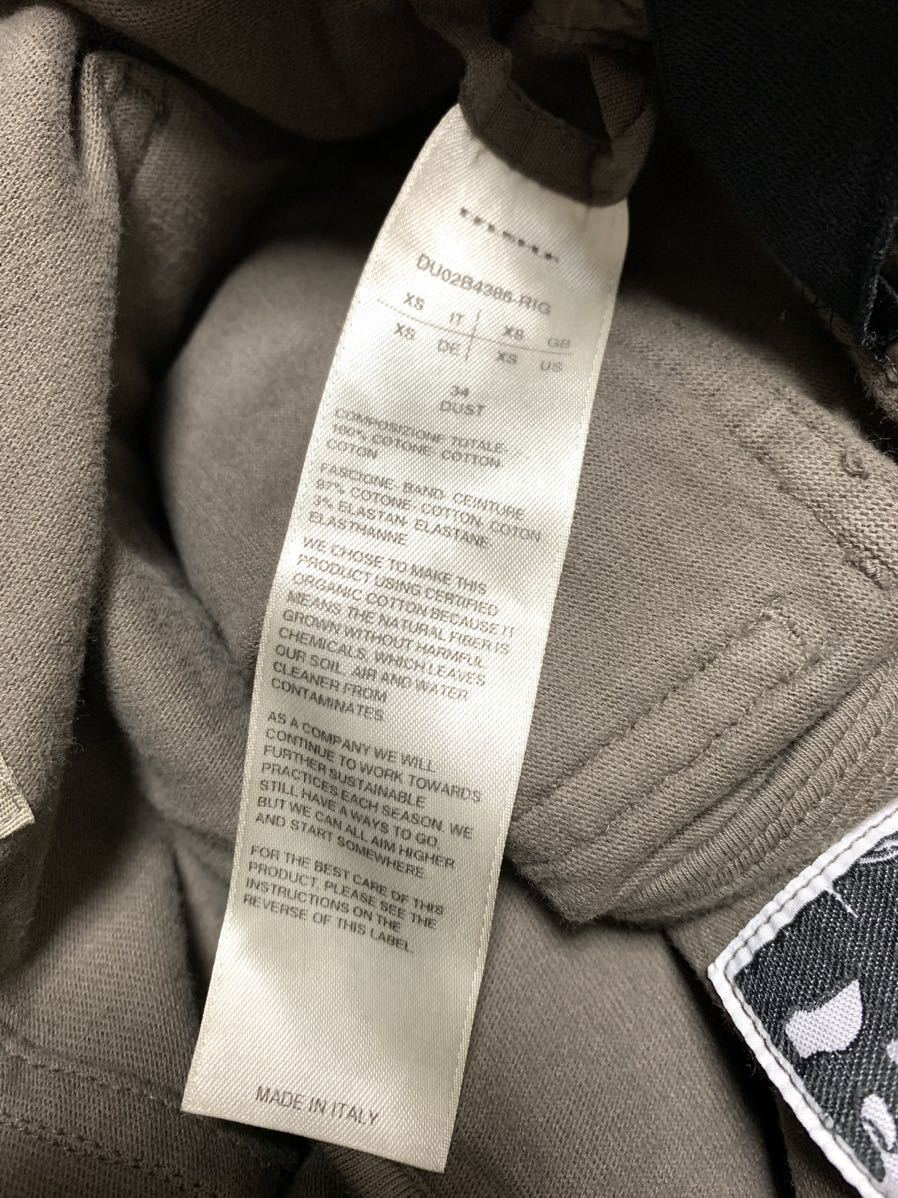 DU02B4386-RIG
XS IT XS GB
XS DE XS US
34
DUST
COMPOSIZIONE TOTALE-
100% COTONE- COTTON
COTTON
FASCIONE- BAND- CEINTURE
97% COTONE- COTTON, COTON
3% ELASTAN- ELASTANE
ELASTHANNE
WE CHOSE TO MAKE THIS
PRODUCT USING CERTIFIED
ORGANIC COTTON BECAUSE IT
MEANS THE NATURAL FIBER IS
GROWN WITHOUT HARMFUL
CHEMICALS, WHICH LEAVES
OUR SOIL, AIR AND WATER
CLEANER FROM
CONTAMINATES.
AS A COMPANY WE WILL
CONTINUE TO WORK TOWARDS
FURTHER SUSTAINABLE
PRACTICES EACH SEASON. WE
STILL HAVE A WAYS TO GO,
BUT WE CAN ALL AIM HIGHER
AND START SOMEWHERE.
FOR THE BEST CARE OF THIS
PRODUCT, PLEASE SEE THE
INSTRUCTIONS ON THE
REVERSE OF THIS LABEL.
MADE IN ITALY